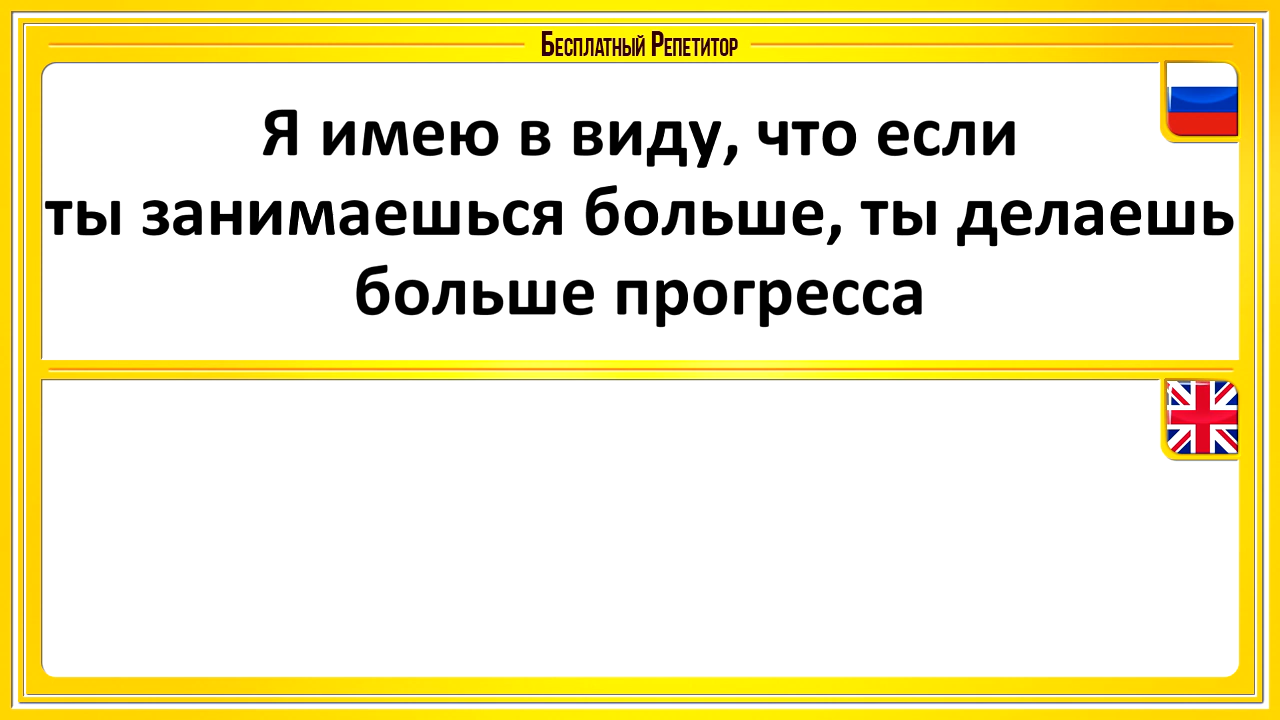 Бесплатный Репетитор
Я имею в виду, что если
ты занимаешься больше, ты делаешь
больше прогресса